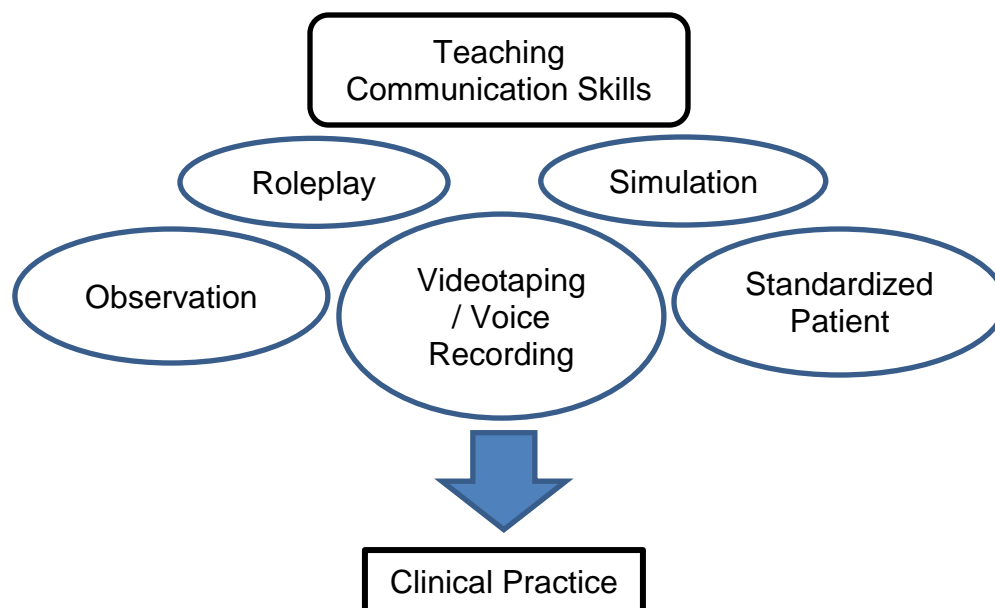 Teaching
Communication Skills
Roleplay
Simulation
Observation
Videotaping
/ Voice
Recording
Standardized
Patient
Clinical Practice